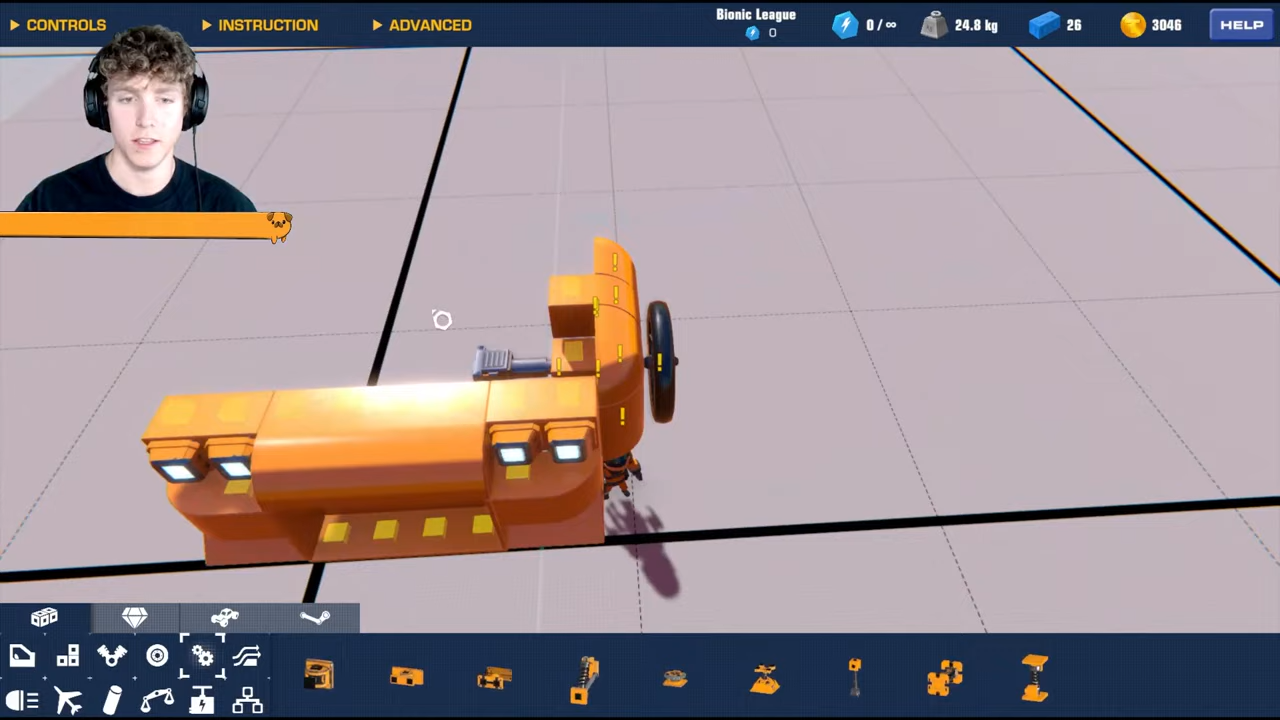 CONTROLS
INSTRUCTION
ADVANCED
Bionic League
0
0 / ∞
24.8 kg
26
3046
HELP